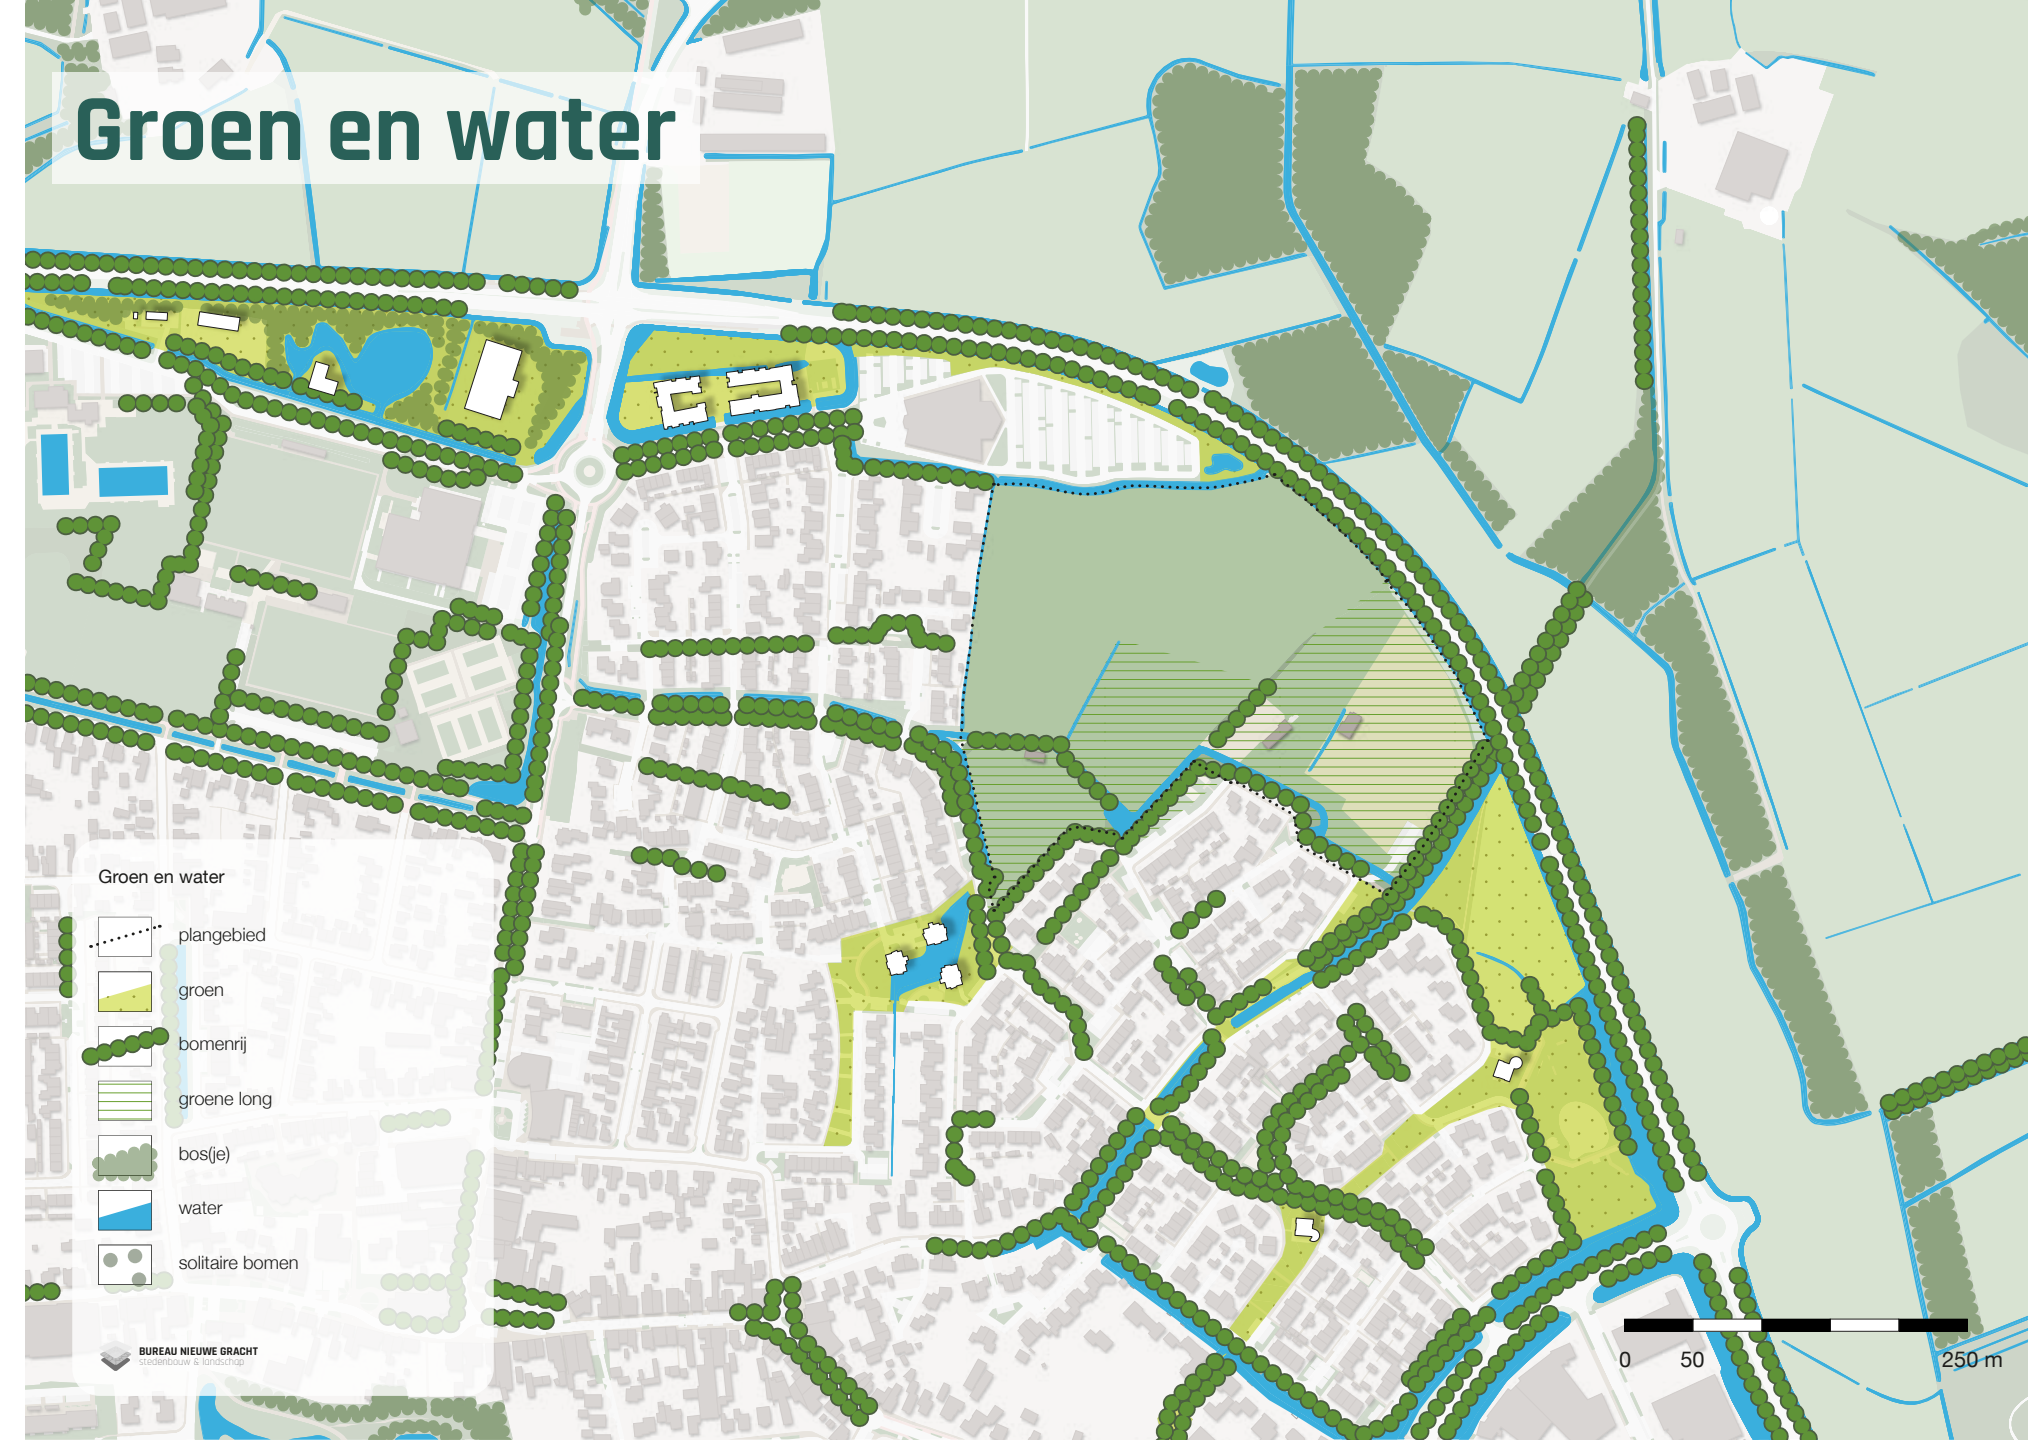 Groen en water
Groen en water
plangebied
groen
bomenrij
groene long
bos(je)
water
solitaire bomen
BUREAU NIEUWE GRACHT
stedenbouw & landschap
0 50 250 m